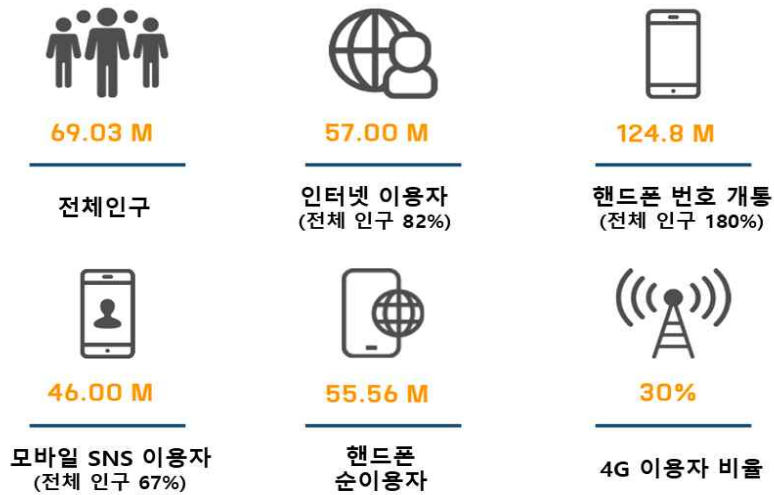 69.03 M
57.00 M
124.8 M
전체인구
인터넷 이용자
(전체 인구 82%)
핸드폰 번호 개통
(전체 인구 180%)
46.00 M
55.56 M
30%
모바일 SNS 이용자
(전체 인구 67%)
핸드폰
순이용자
4G 이용자 비율